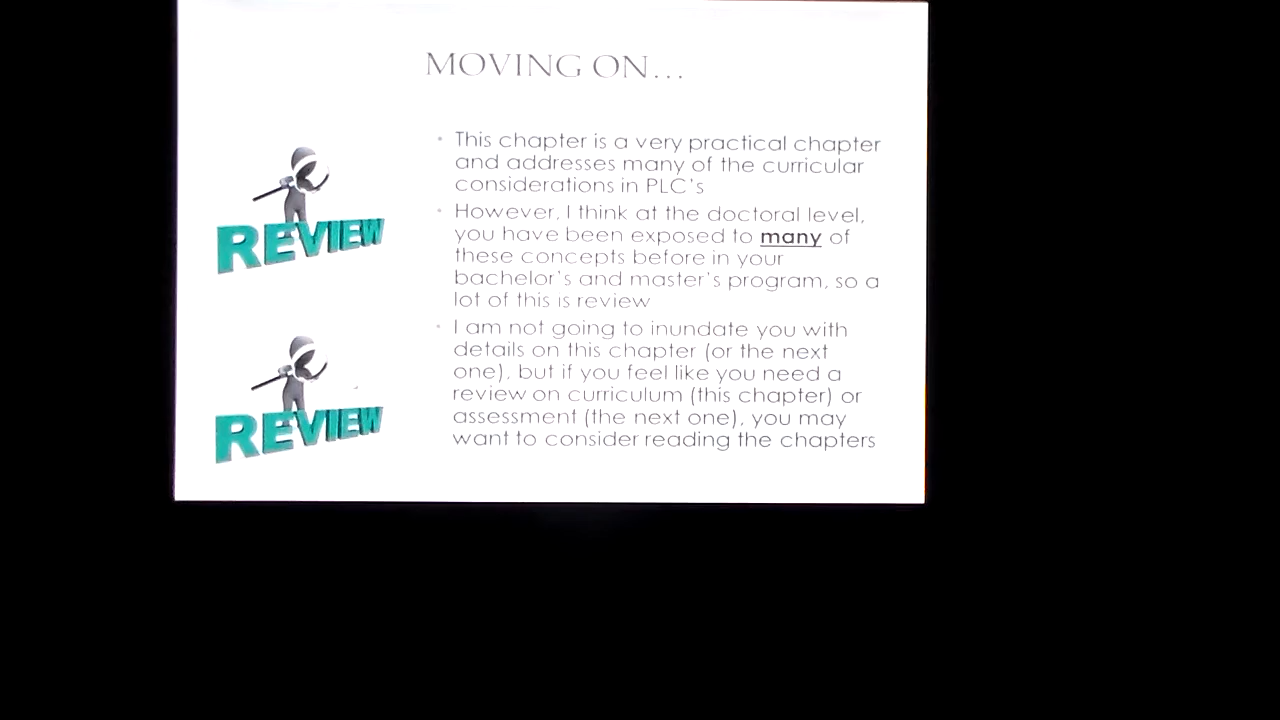 MOVING ON...
• This chapter is a very practical chapter
and addresses many of the curricular
considerations in PLC's
• However, I think at the doctoral level,
you have been exposed to many of
these concepts before in your
bachelor's and master's program, so a
lot of this is review
• I am not going to inundate you with
details on this chapter (or the next
one), but if you feel like you need a
review on curriculum (this chapter) or
assessment (the next one), you may
want to consider reading the chapters
REVIEW
REVIEW